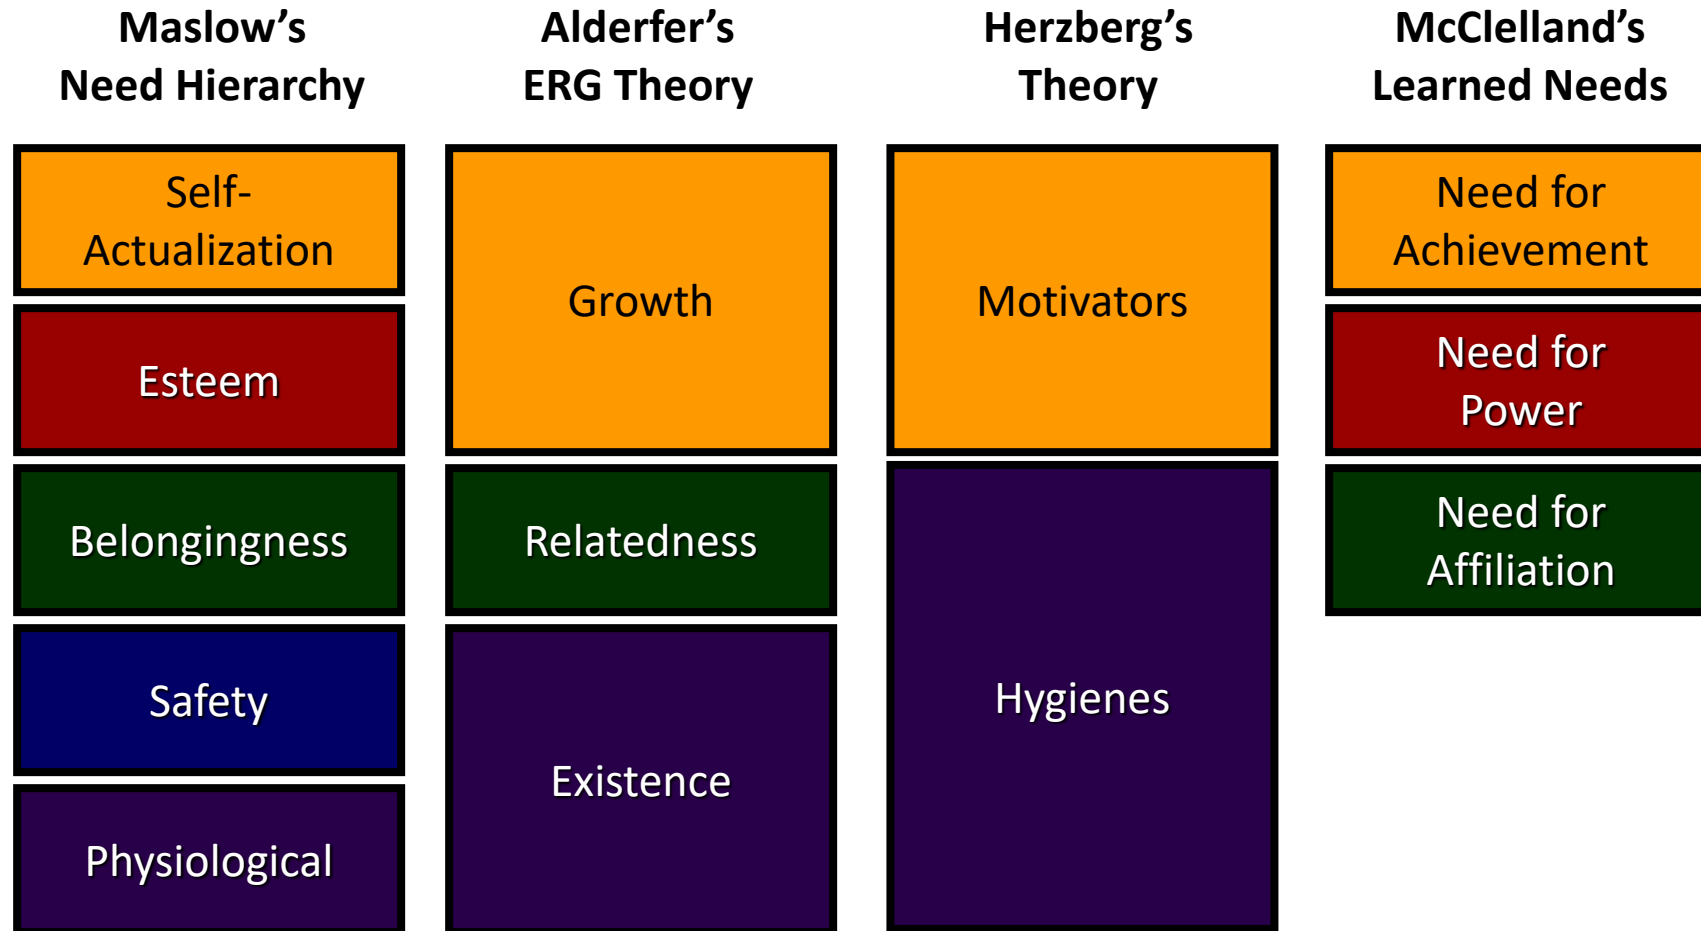 Maslow’s
Need Hierarchy
Alderfer’s
ERG Theory
Herzberg’s
Theory
McClelland’s
Learned Needs
Self-
Actualization
Esteem
Belongingness
Safety
Physiological
Growth
Relatedness
Existence
Motivators
Hygienes
Need for
Achievement
Need for
Power
Need for
Affiliation